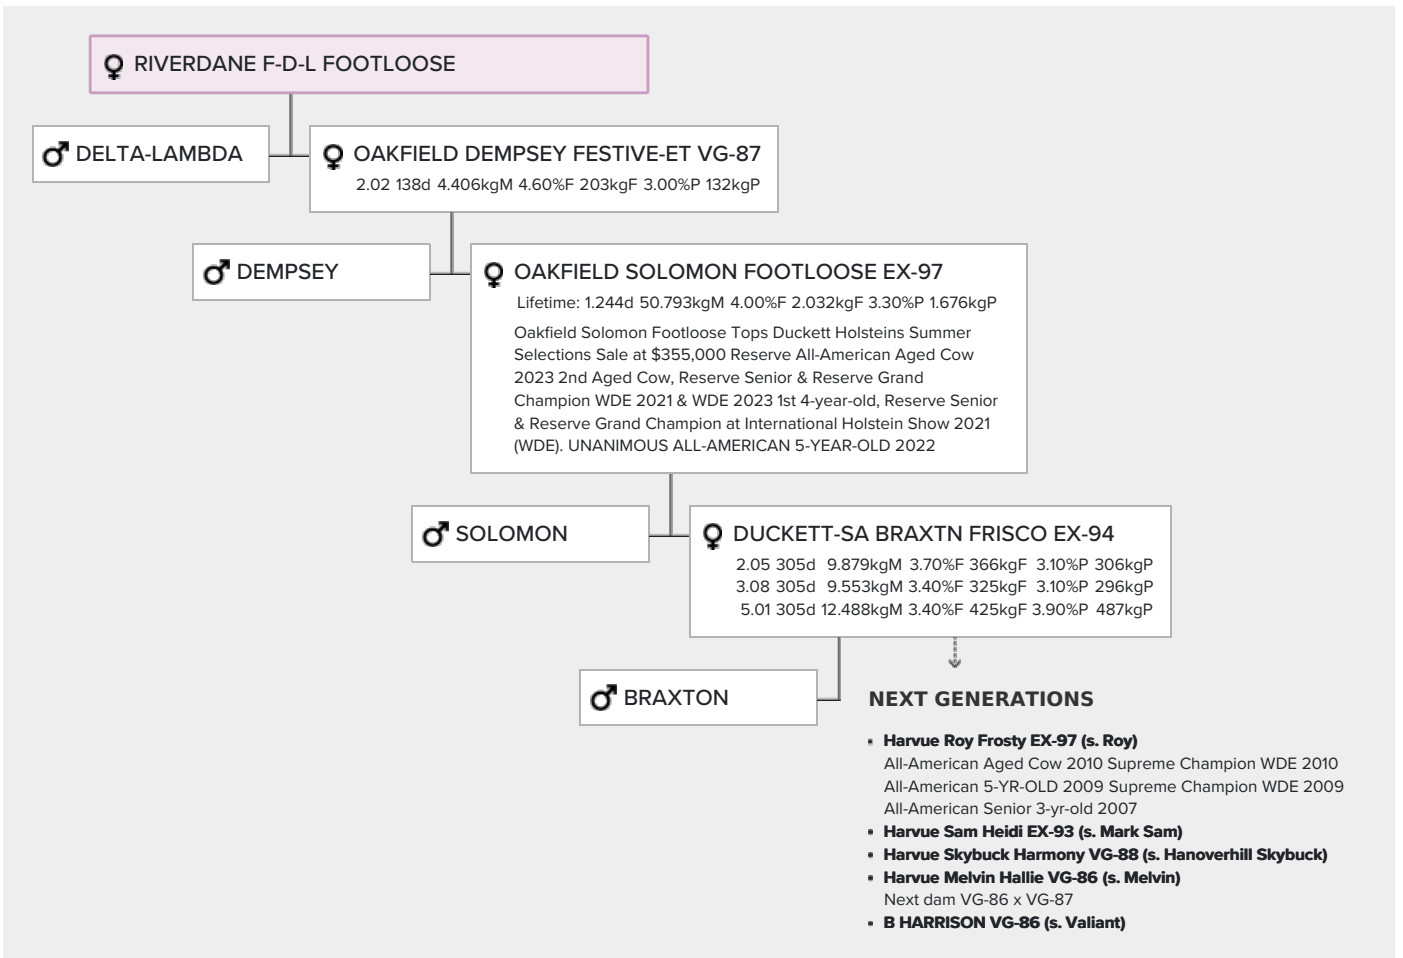 RIVERDANE F-D-L FOOTLOOSE
DELTA-LAMBDA
OAKFIELD DEMPSEY FESTIVE-ET VG-87
2.02 138d 4.406kgM 4.60%F 203kgF 3.00%P 132kgP
DEMPSEY
OAKFIELD SOLOMON FOOTLOOSE EX-97
Lifetime: 1.244d 50.793kgM 4.00%F 2.032kgF 3.30%P 1.676kgP
Oakfield Solomon Footloose Tops Duckett Holsteins Summer
Selections Sale at $355,000 Reserve All-American Aged Cow
2023 2nd Aged Cow, Reserve Senior & Reserve Grand
Champion WDE 2021 & WDE 2023 1st 4-year-old, Reserve Senior
& Reserve Grand Champion at International Holstein Show 2021
(WDE). UNANIMOUS ALL-AMERICAN 5-YEAR-OLD 2022
SOLOMON
DUCKETT-SA BRAXTN FRISCO EX-94
2.05 305d 9.879kgM 3.70%F 366kgF 3.10%P 306kgP
3.08 305d 9.553kgM 3.40%F 325kgF 3.10%P 296kgP
5.01 305d 12.488kgM 3.40%F 425kgF 3.90%P 487kgP
BRAXTON
NEXT GENERATIONS
• Harvue Roy Frosty EX-97 (s. Roy)
All-American Aged Cow 2010 Supreme Champion WDE 2010
All-American 5-YR-OLD 2009 Supreme Champion WDE 2009
All-American Senior 3-yr-old 2007
• Harvue Sam Heidi EX-93 (s. Mark Sam)
• Harvue Skybuck Harmony VG-88 (s. Hanoverhill Skybuck)
• Harvue Melvin Hallie VG-86 (s. Melvin)
Next dam VG-86 x VG-87
• B HARRISON VG-86 (s. Valiant)